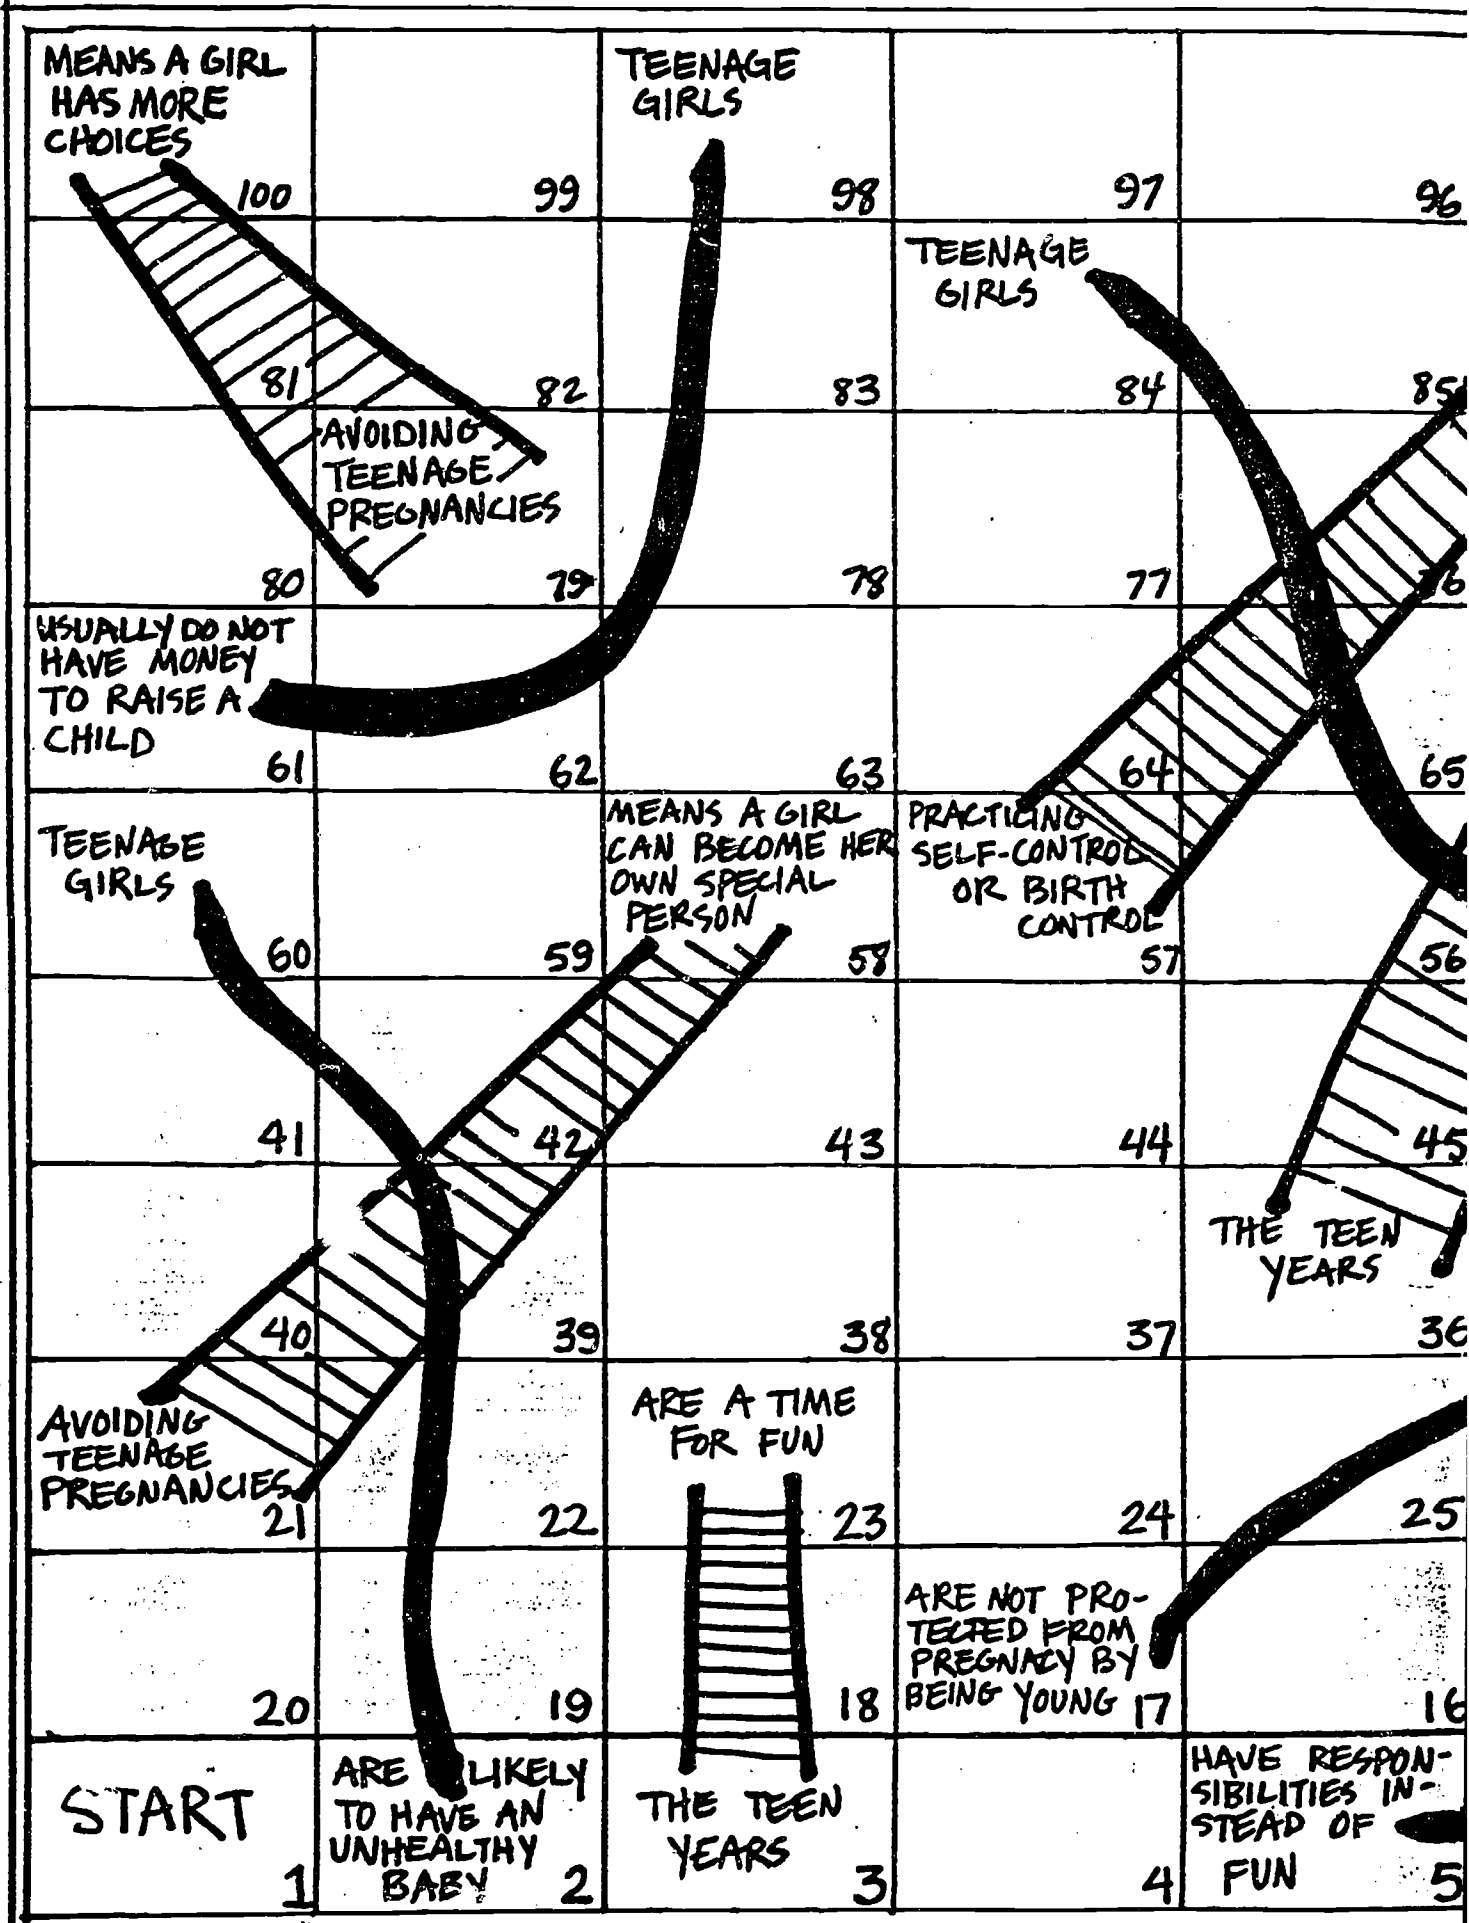 MEANS A GIRL
HAS MORE
CHOICES
100
99
TEENAGE
GIRLS
98
97
96
81
82
83
TEENAGE
GIRLS
84
85
80
AVOIDING
TEENAGE
PREGNANCIES
79
78
77
76
USUALLY DO NOT
HAVE MONEY
TO RAISE A
CHILD
61
62
63
64
65
TEENAGE
GIRLS
60
59
MEANS A GIRL
CAN BECOME HER
OWN SPECIAL
PERSON
58
PRACTICING
SELF-CONTROL
OR BIRTH
CONTROL
57
56
41
42
43
44
45
40
39
38
37
THE TEEN
YEARS
36
AVOIDING
TEENAGE
PREGNANCIES
21
22
ARE A TIME
FOR FUN
23
24
25
20
19
18
ARE NOT PRO-
TECTED FROM
PREGNACY BY
BEING YOUNG
17
16
START
1
ARE LIKELY
TO HAVE AN
UNHEALTHY
BABY
2
THE TEEN
YEARS
3
4
HAVE RESPON-
SIBILITIES IN-
STEAD OF
FUN
5